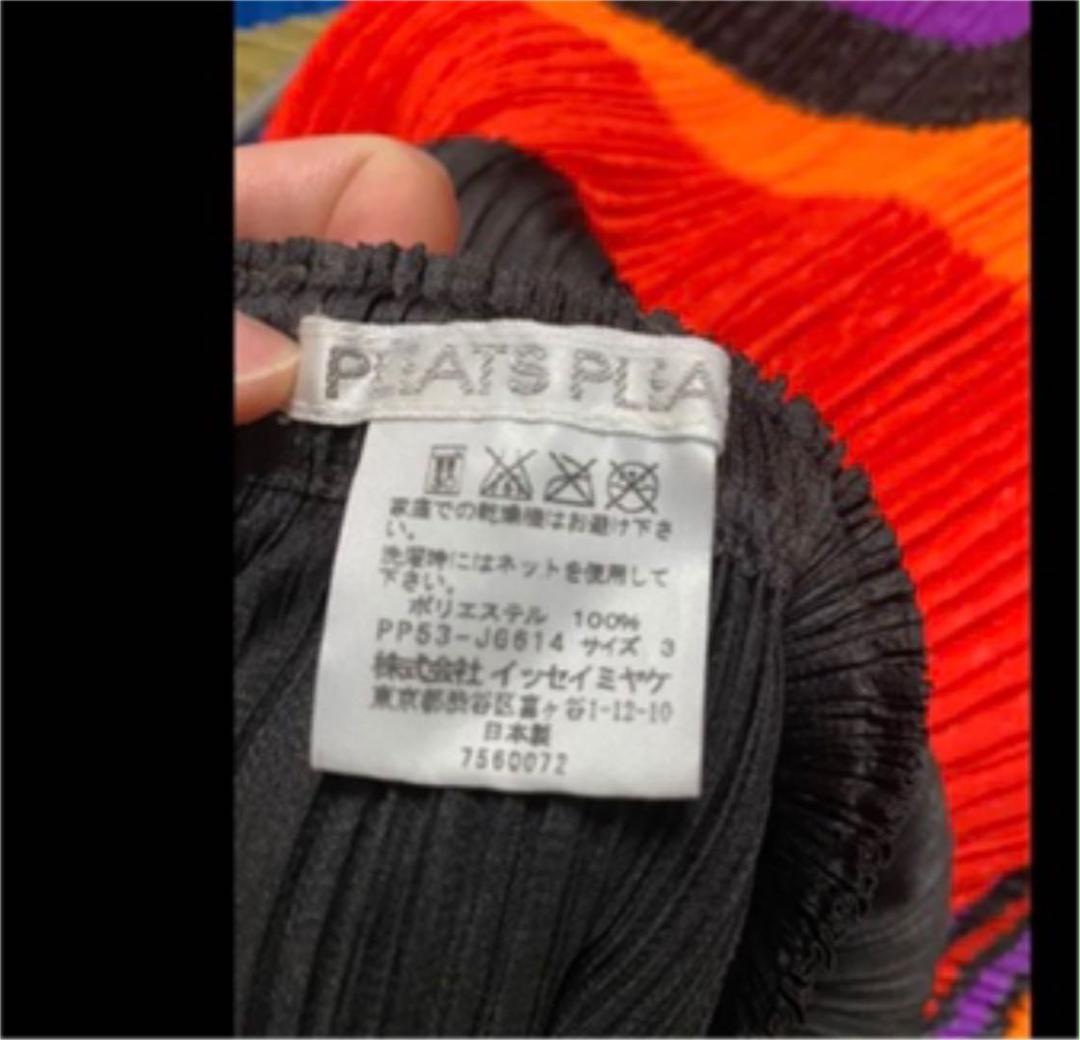 PLEATS PLEA
家庭での乾燥機はお避け下さ
い。
洗濯時にはネットを使用して
下さい。
ポリエステル 100%
PP53-JG614 サイズ 3
株式会社 イッセイミヤケ
東京都渋谷区富ヶ谷1-12-10
日本製
7560072